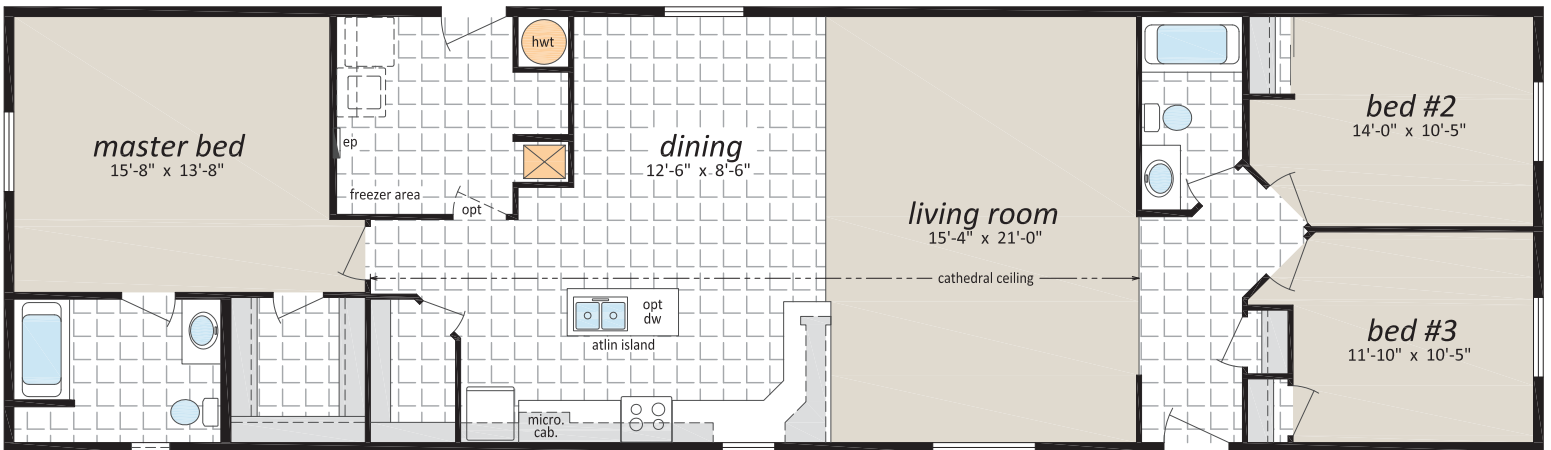 master bed
15'-8" x 13'-8"
hwt
ep
freezer area
opt
dining
12'-6" x 8'-6"
living room
15'-4" x 21'-0"
cathedral ceiling
opt
dw
atlin island
micro.
cab.
bed #2
14'-0" x 10'-5"
bed #3
11'-10" x 10'-5"